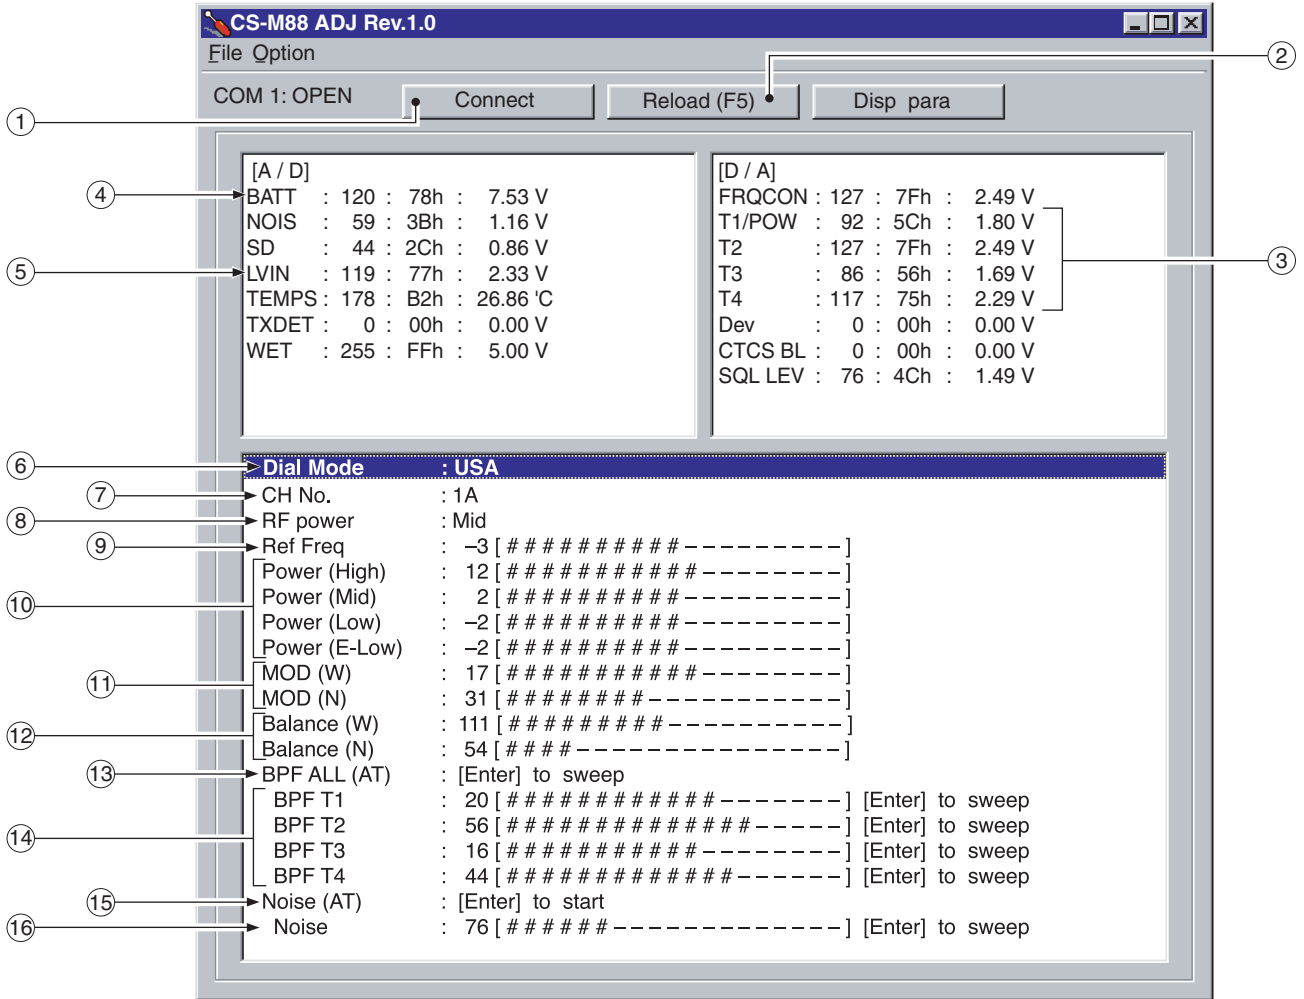 CS-M88 ADJ Rev.1.0
File Option
2
COM 1: OPEN
Connect
Reload (F5)
Disp para
1
[A / D]
4
BATT : 120 : 78h : 7.53 V
NOIS : 59 : 3Bh : 1.16 V
SD : 44 : 2Ch : 0.86 V
5
LVIN : 119 : 77h : 2.33 V
TEMPS : 178 : B2h : 26.86 'C
TXDET : 0 : 00h : 0.00 V
WET : 255 : FFh : 5.00 V
[D / A]
FRQCON : 127 : 7Fh : 2.49 V
T1/POW : 92 : 5Ch : 1.80 V
T2 : 127 : 7Fh : 2.49 V
T3 : 86 : 56h : 1.69 V
3
T4 : 117 : 75h : 2.29 V
Dev : 0 : 00h : 0.00 V
CTCS BL : 0 : 00h : 0.00 V
SQL LEV : 76 : 4Ch : 1.49 V
6
Dial Mode : USA
7
CH No. : 1A
8
RF power : Mid
9
Ref Freq : –3 [ # # # # # # # # # # – – – – – – – – – ]
Power (High) : 12 [ # # # # # # # # # # # – – – – – – – – ]
10
Power (Mid) : 2 [ # # # # # # # # # # – – – – – – – – – ]
Power (Low) : –2 [ # # # # # # # # # # – – – – – – – – – ]
Power (E-Low) : –2 [ # # # # # # # # # # – – – – – – – – – ]
11
MOD (W) : 17 [ # # # # # # # # # # # – – – – – – – – ]
MOD (N) : 31 [ # # # # # # # # – – – – – – – – – – – ]
12
Balance (W) : 111 [ # # # # # # # # # – – – – – – – – – – ]
Balance (N) : 54 [ # # # # – – – – – – – – – – – – – – – ]
13
BPF ALL (AT) : [Enter] to sweep
BPF T1 : 20 [ # # # # # # # # # # # # – – – – – – – ] [Enter] to sweep
14
BPF T2 : 56 [ # # # # # # # # # # # # # # – – – – – ] [Enter] to sweep
BPF T3 : 16 [ # # # # # # # # # # # – – – – – – – – ] [Enter] to sweep
BPF T4 : 44 [ # # # # # # # # # # # # # – – – – – – ] [Enter] to sweep
15
Noise (AT) : [Enter] to start
16
Noise : 76 [ # # # # # # – – – – – – – – – – – – – ] [Enter] to sweep